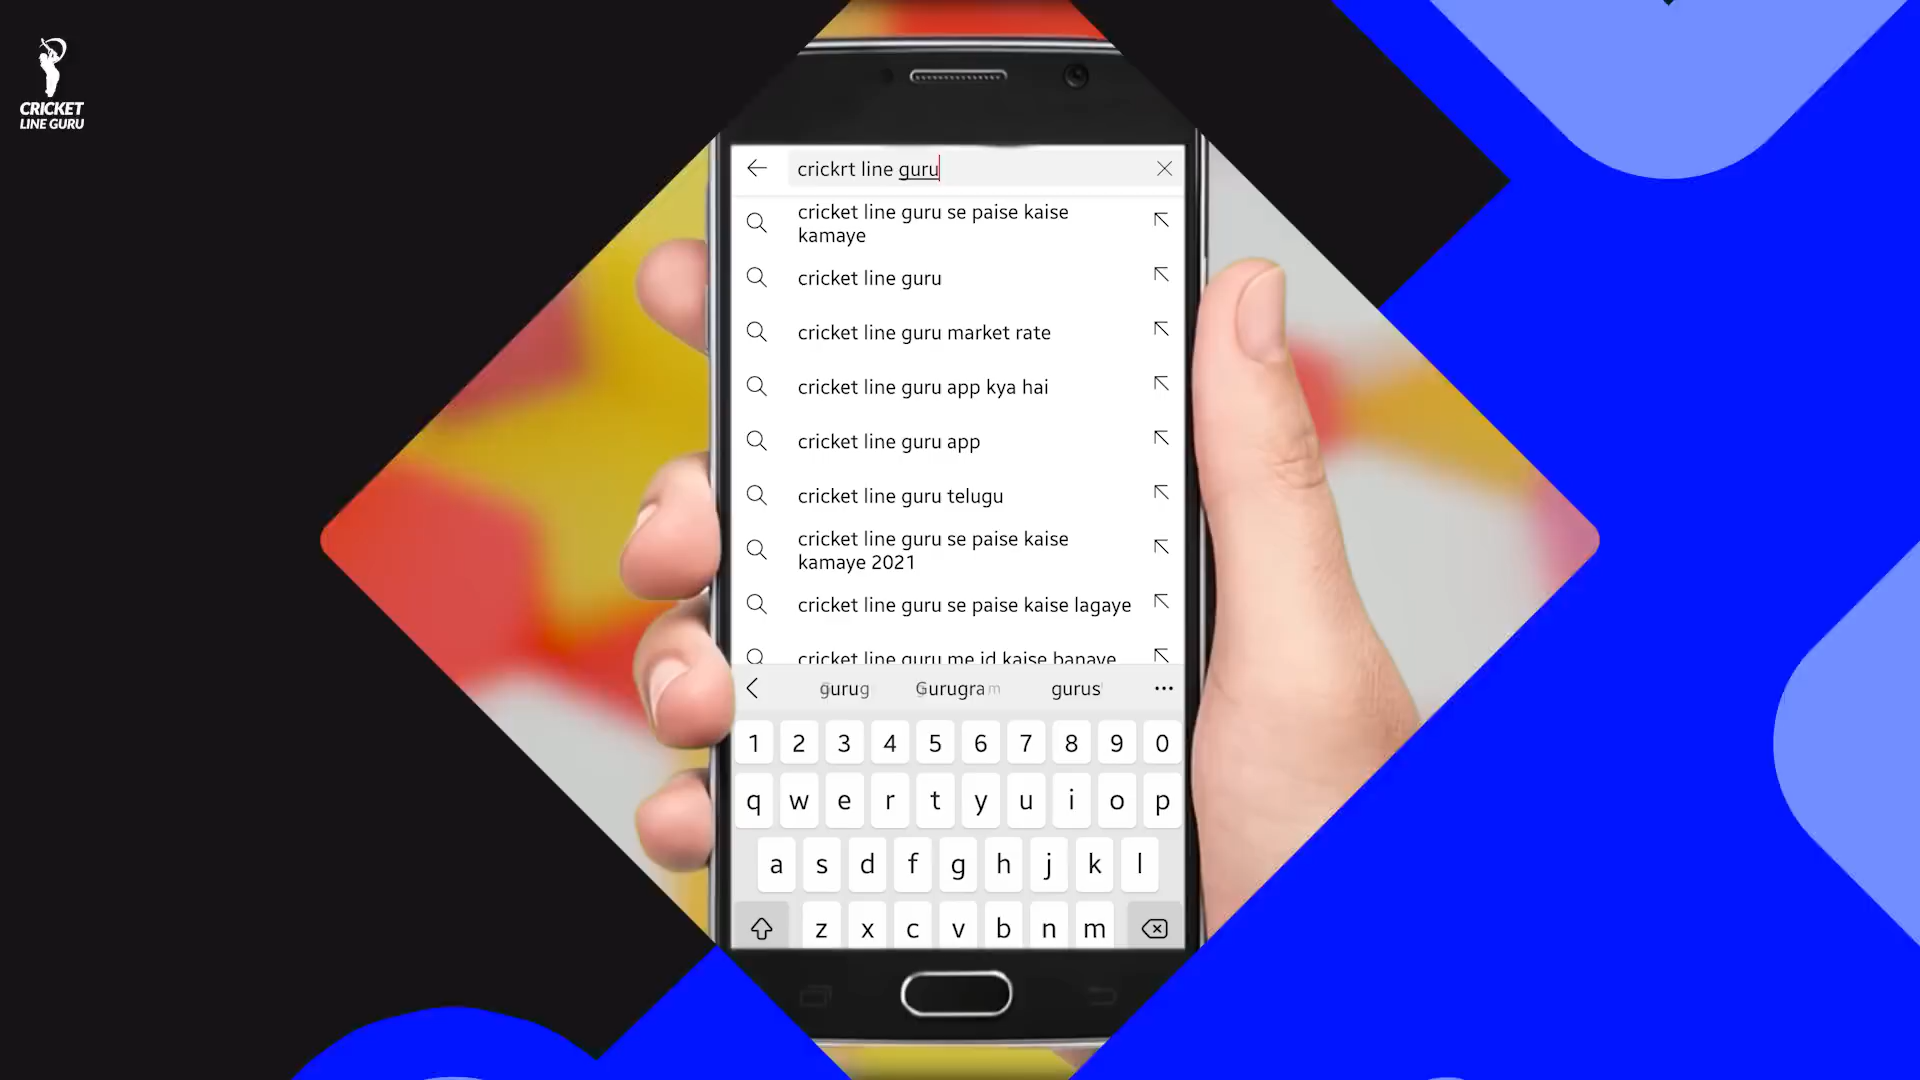 CRICKET
LINE GURU
crickrt line guru
cricket line guru se paise kaise
kamaye
cricket line guru
cricket line guru market rate
cricket line guru app kya hai
cricket line guru app
cricket line guru telugu
cricket line guru se paise kaise
kamaye 2021
cricket line guru se paise kaise lagaye
cricket line guru me id kaise banaye
gurug Gurugram gurus
1 2 3 4 5 6 7 8 9 0
q w e r t y u i o p
a s d f g h j k l
z x c v b n m